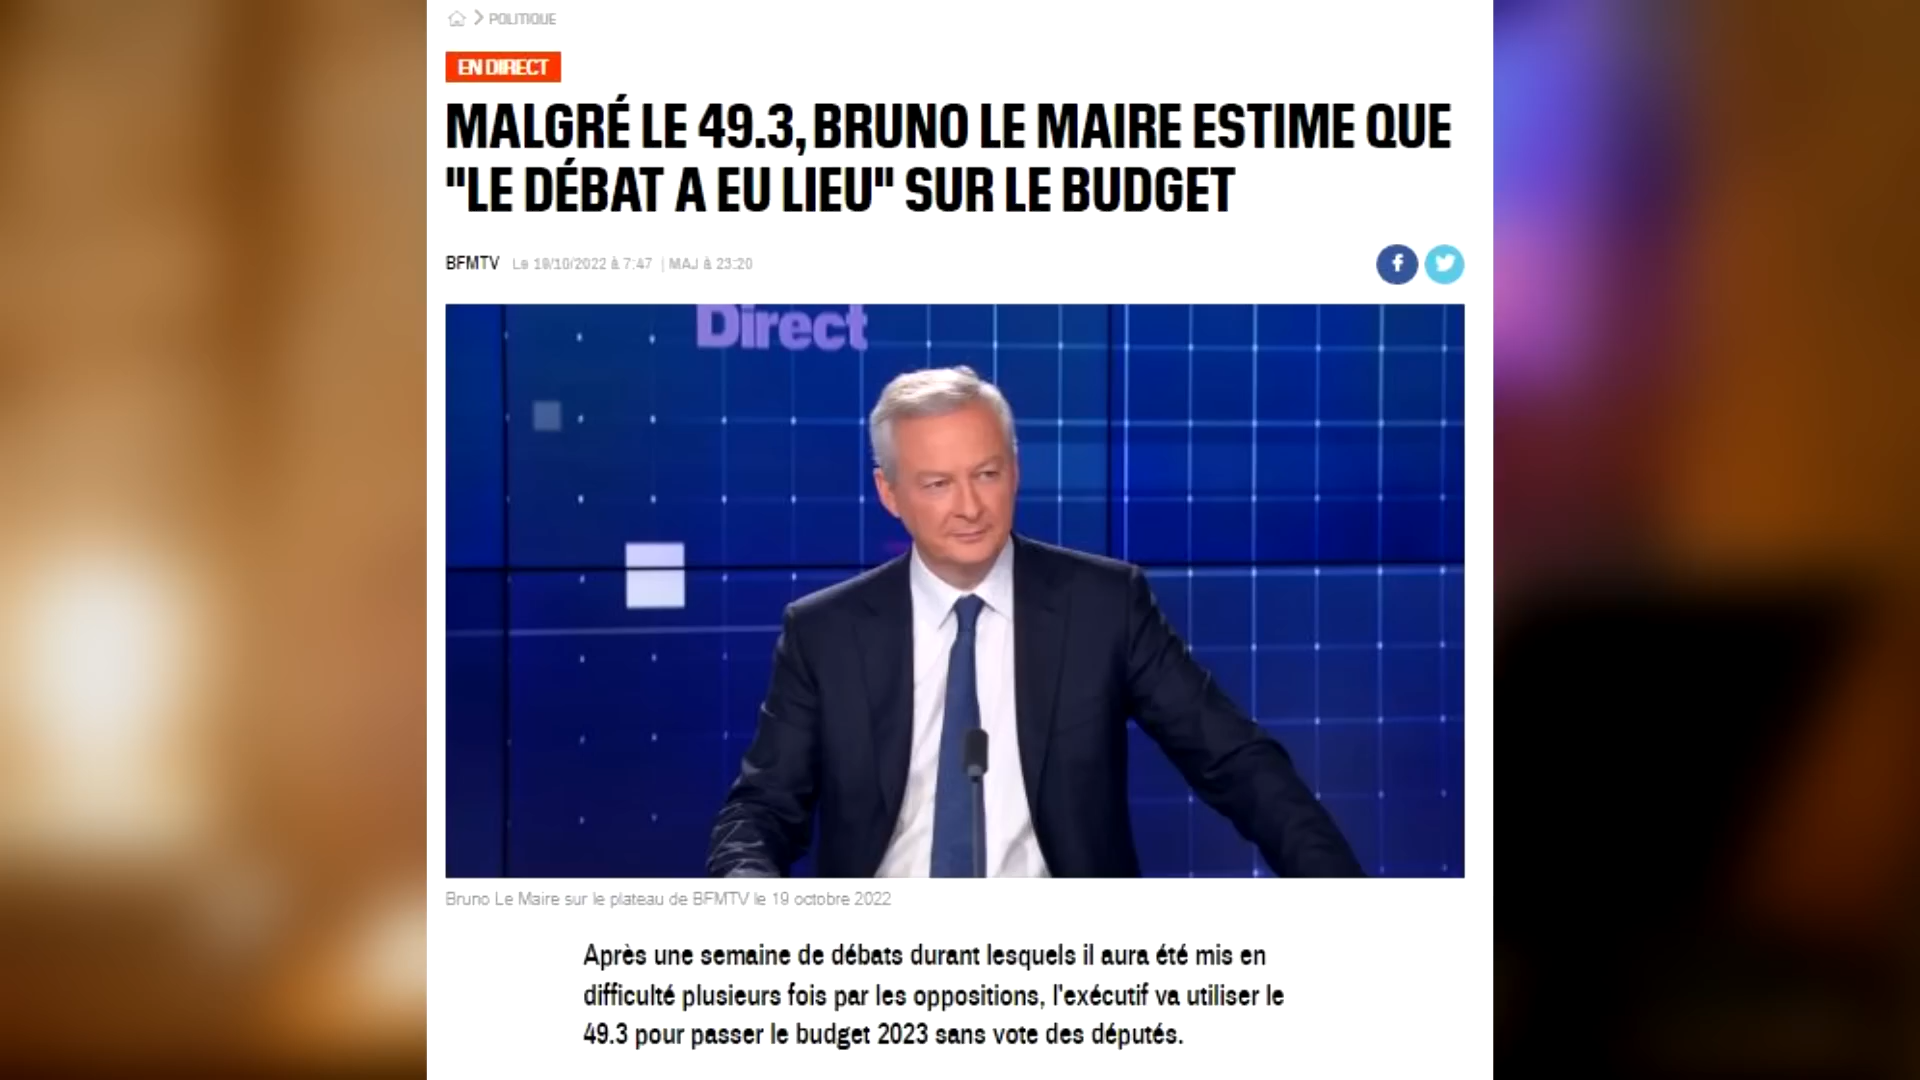 POLITIQUE
EN DIRECT
MALGRÉ LE 49.3, BRUNO LE MAIRE ESTIME QUE
"LE DÉBAT A EU LIEU" SUR LE BUDGET
BFMTV Le 19/10/2022 à 7:47 | MAJ à 23:20
Direct
Bruno Le Maire sur le plateau de BFMTV le 19 octobre 2022
Après une semaine de débats durant lesquels il aura été mis en
difficulté plusieurs fois par les oppositions, l'exécutif va utiliser le
49.3 pour passer le budget 2023 sans vote des députés.